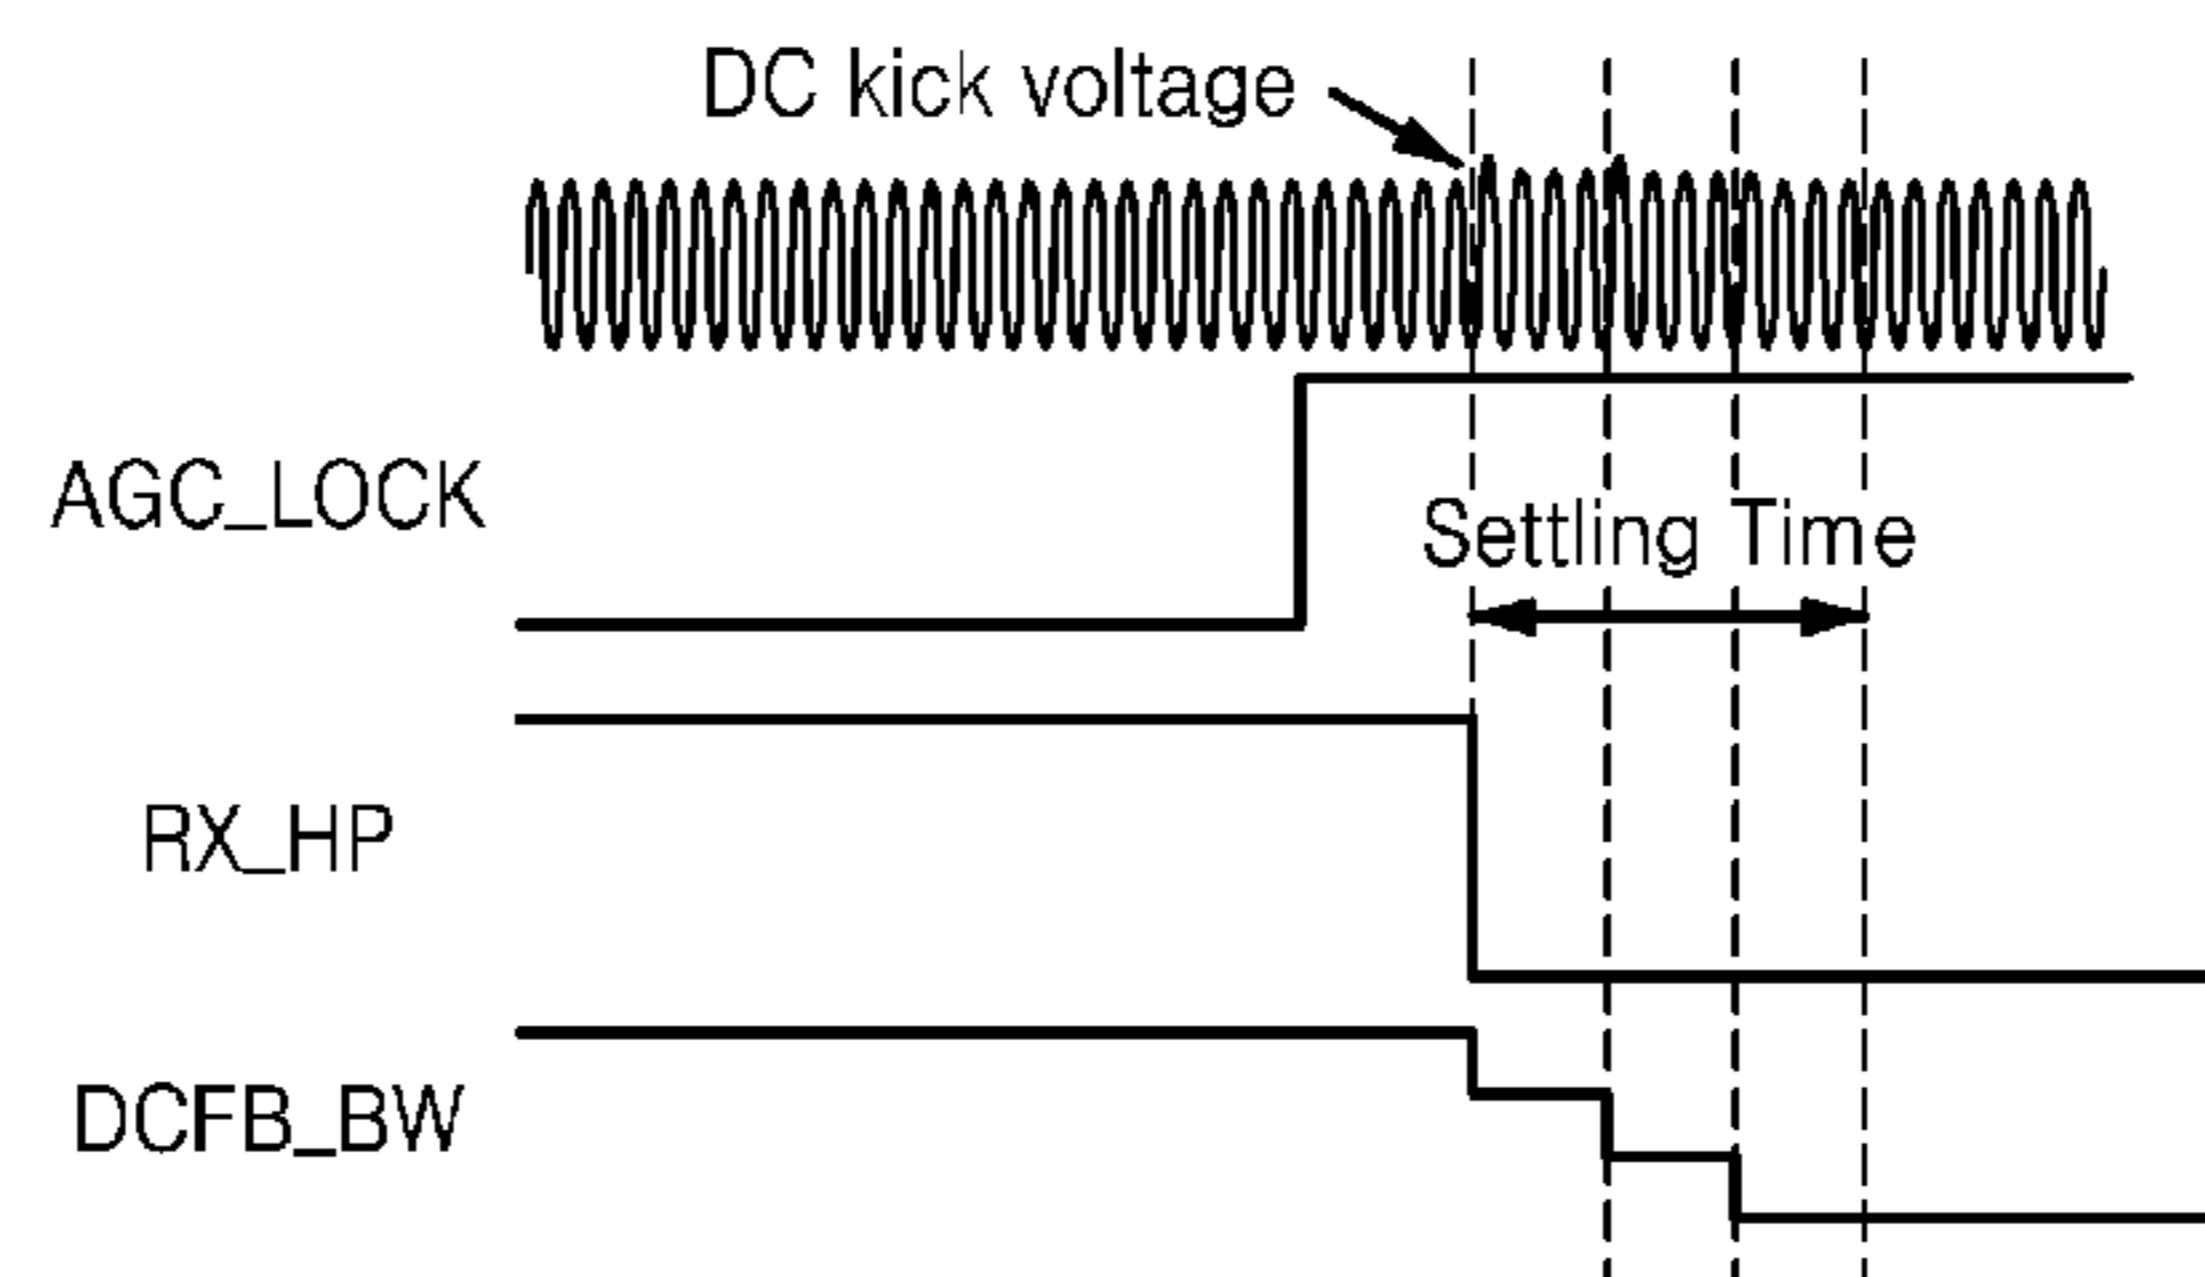 DC kick voltage
AGC_LOCK
Settling Time
RX_HP
DCFB_BW